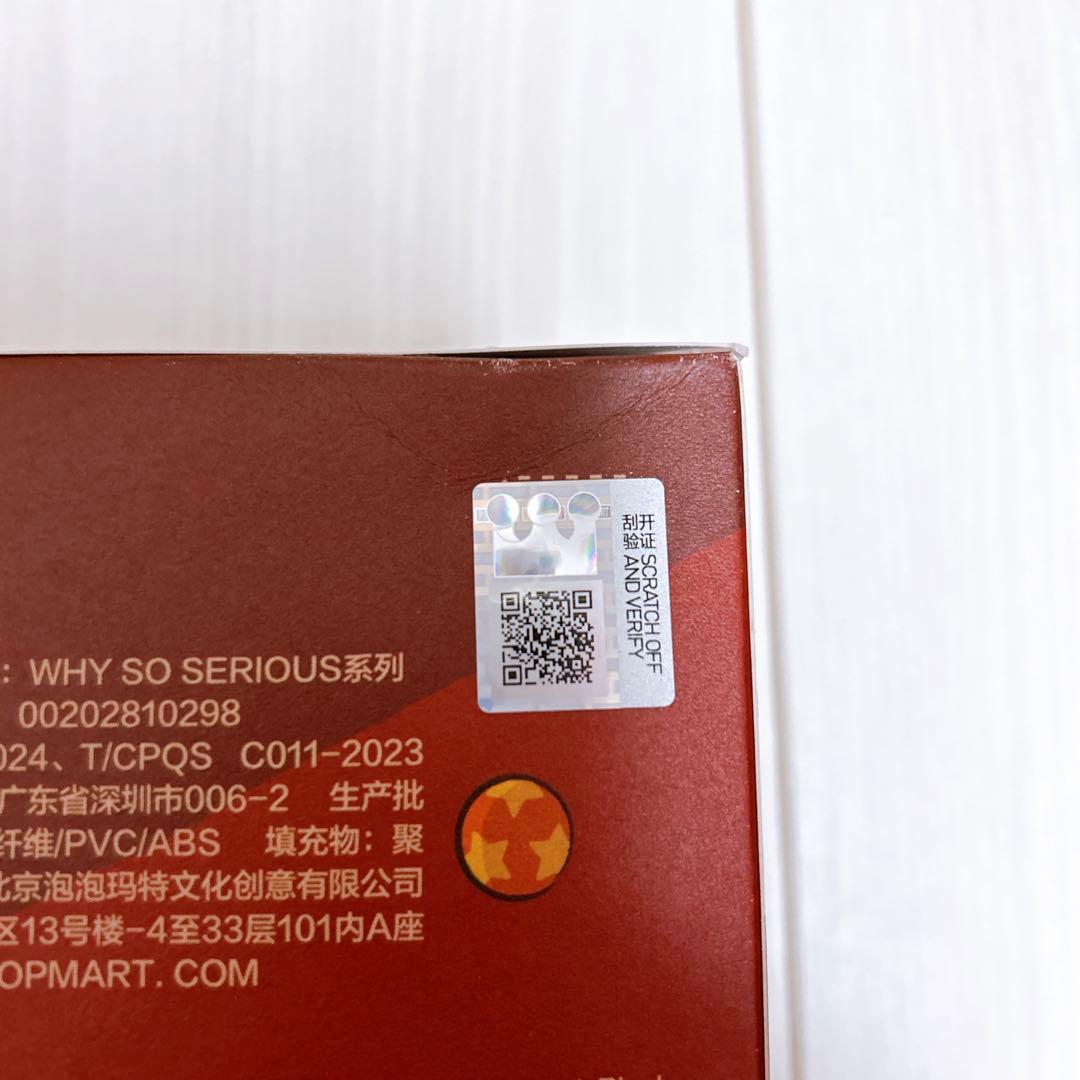 开 刮
证 验
SCRATCH OFF
AND VERIFY
：WHY SO SERIOUS系列
00202810298
024、T/CPQS C011-2023
广东省深圳市006-2 生产批
纤维/PVC/ABS 填充物：聚
北京泡泡玛特文化创意有限公司
区13号楼-4至33层101内A座
OPMART. COM